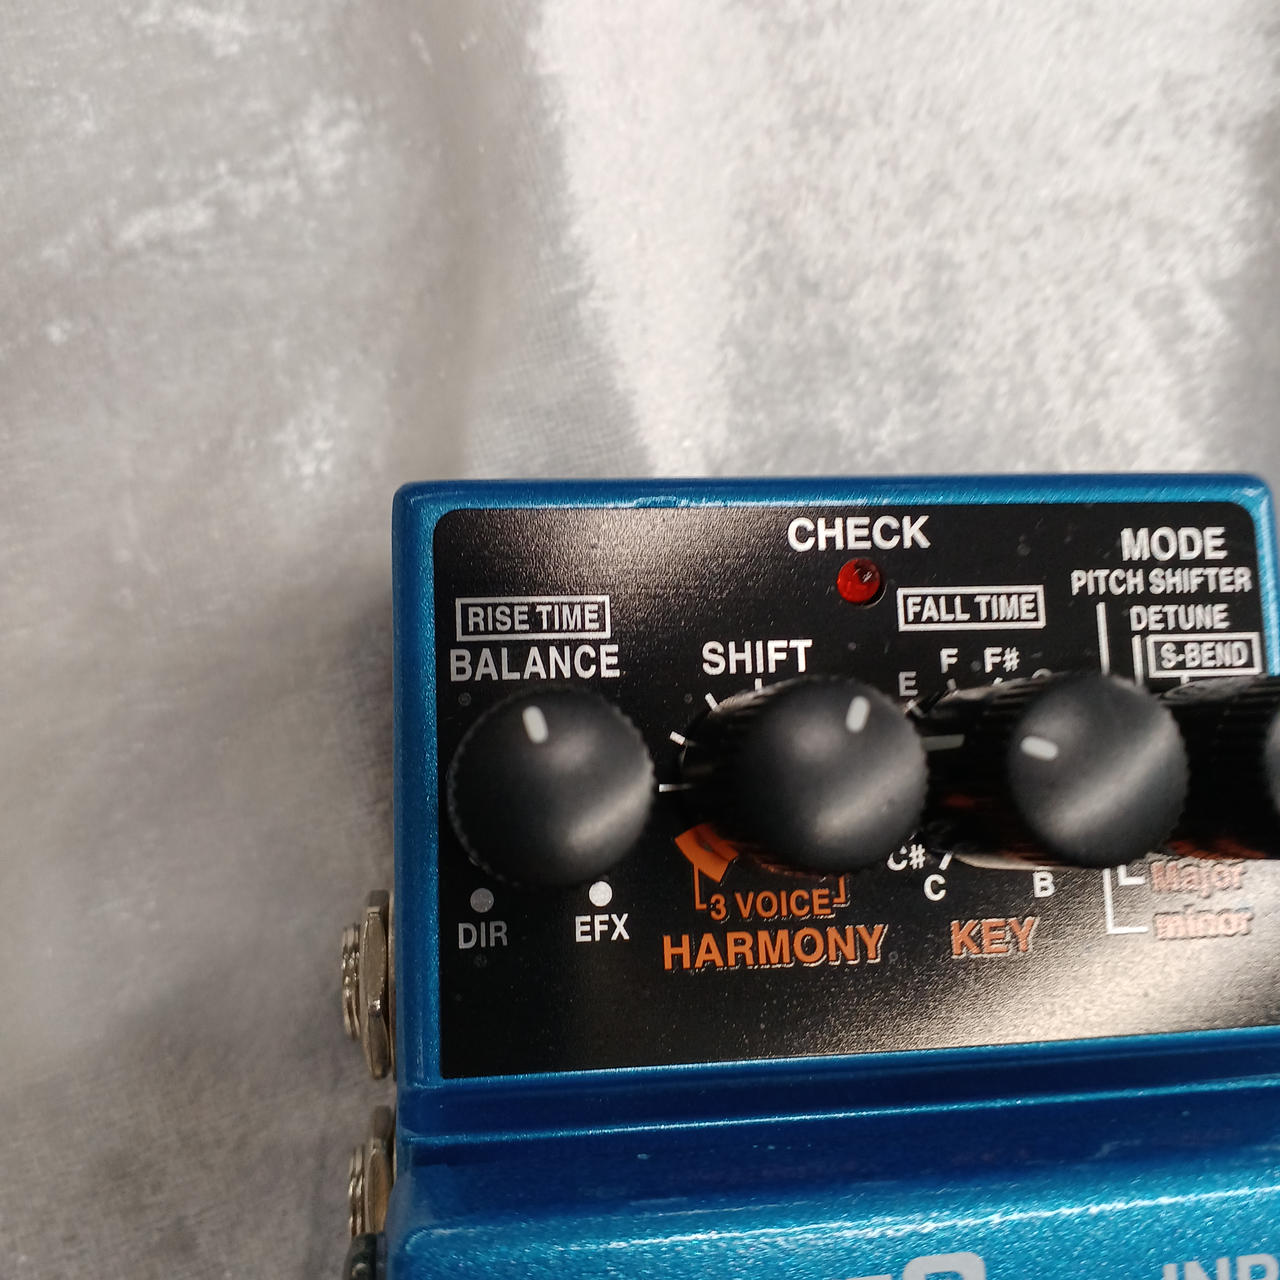 CHECK
MODE
PITCH SHIFTER
DETUNE
S-BEND
RISE TIME
BALANCE
SHIFT
FALL TIME
E F F#
C#
C B
DIR EFX
3 VOICE
HARMONY
KEY
Major
minor